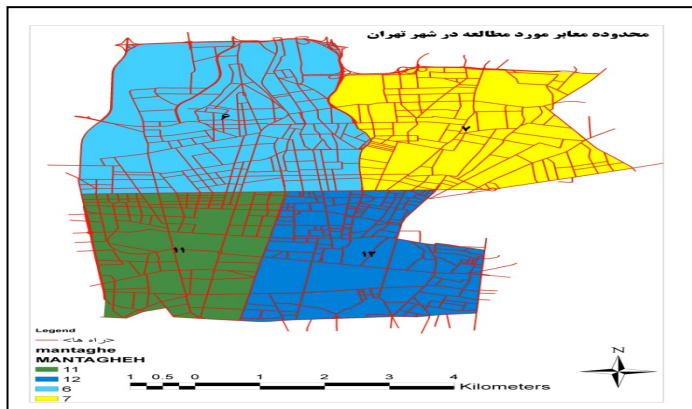 محدوده معابر مورد مطالعه در شهر تهران
۶
۷
۱۱
۱۲
Legend
<راه ها>
mantaghe
MANTAGHEH
11
12
6
7
1 0.5 0 1 2 3 4
Kilometers
N